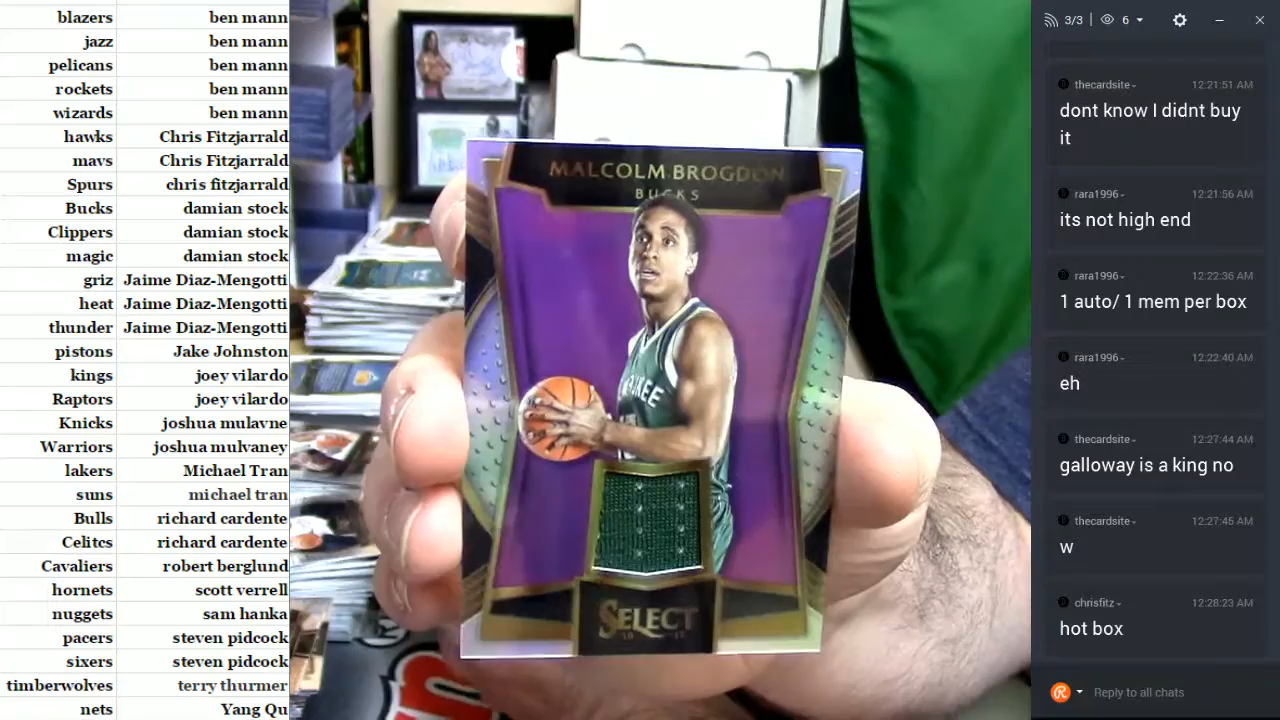 blazers ben mann
jazz ben mann
pelicans ben mann
rockets ben mann
wizards ben mann
hawks Chris Fitzjarrald
mavs Chris Fitzjarrald
Spurs chris fitzjarrald
Bucks damian stock
Clippers damian stock
magic damian stock
griz Jaime Diaz-Mengotti
heat Jaime Diaz-Mengotti
thunder Jaime Diaz-Mengotti
pistons Jake Johnston
kings joey vilardo
Raptors joey vilardo
Knicks joshua mulavne
Warriors joshua mulvaney
lakers Michael Tran
suns michael tran
Bulls richard cardente
Celitcs richard cardente
Cavaliers robert berglund
hornets scott verrell
nuggets sam hanka
pacers steven pidcock
sixers steven pidcock
timberwolves terry thurmer
nets Yang Qu
MALCOLM BROGDON
BUCKS
SELECT
3/3 6
thecardsite 12:21:51 AM
dont know I didnt buy
it
rara1996 12:21:56 AM
its not high end
rara1996 12:22:36 AM
1 auto/ 1 mem per box
rara1996 12:22:40 AM
eh
thecardsite 12:27:44 AM
galloway is a king no
thecardsite 12:27:45 AM
w
chrisfitz 12:28:23 AM
hot box
Reply to all chats